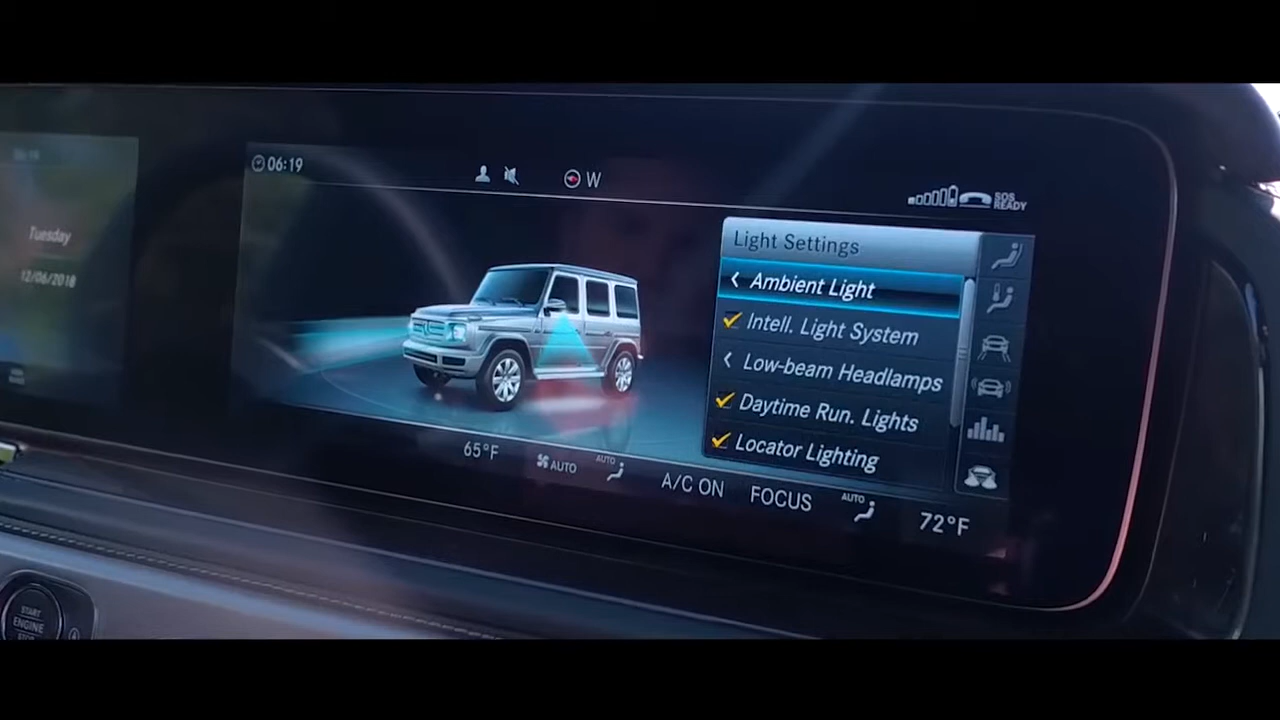 Tuesday
12/06/2018
06:19
W
SOS
READY
Light Settings
Ambient Light
Intell. Light System
Low-beam Headlamps
Daytime Run. Lights
Locator Lighting
65°F
AUTO
AUTO
A/C ON
FOCUS
AUTO
72°F
START
ENGINE
STOP